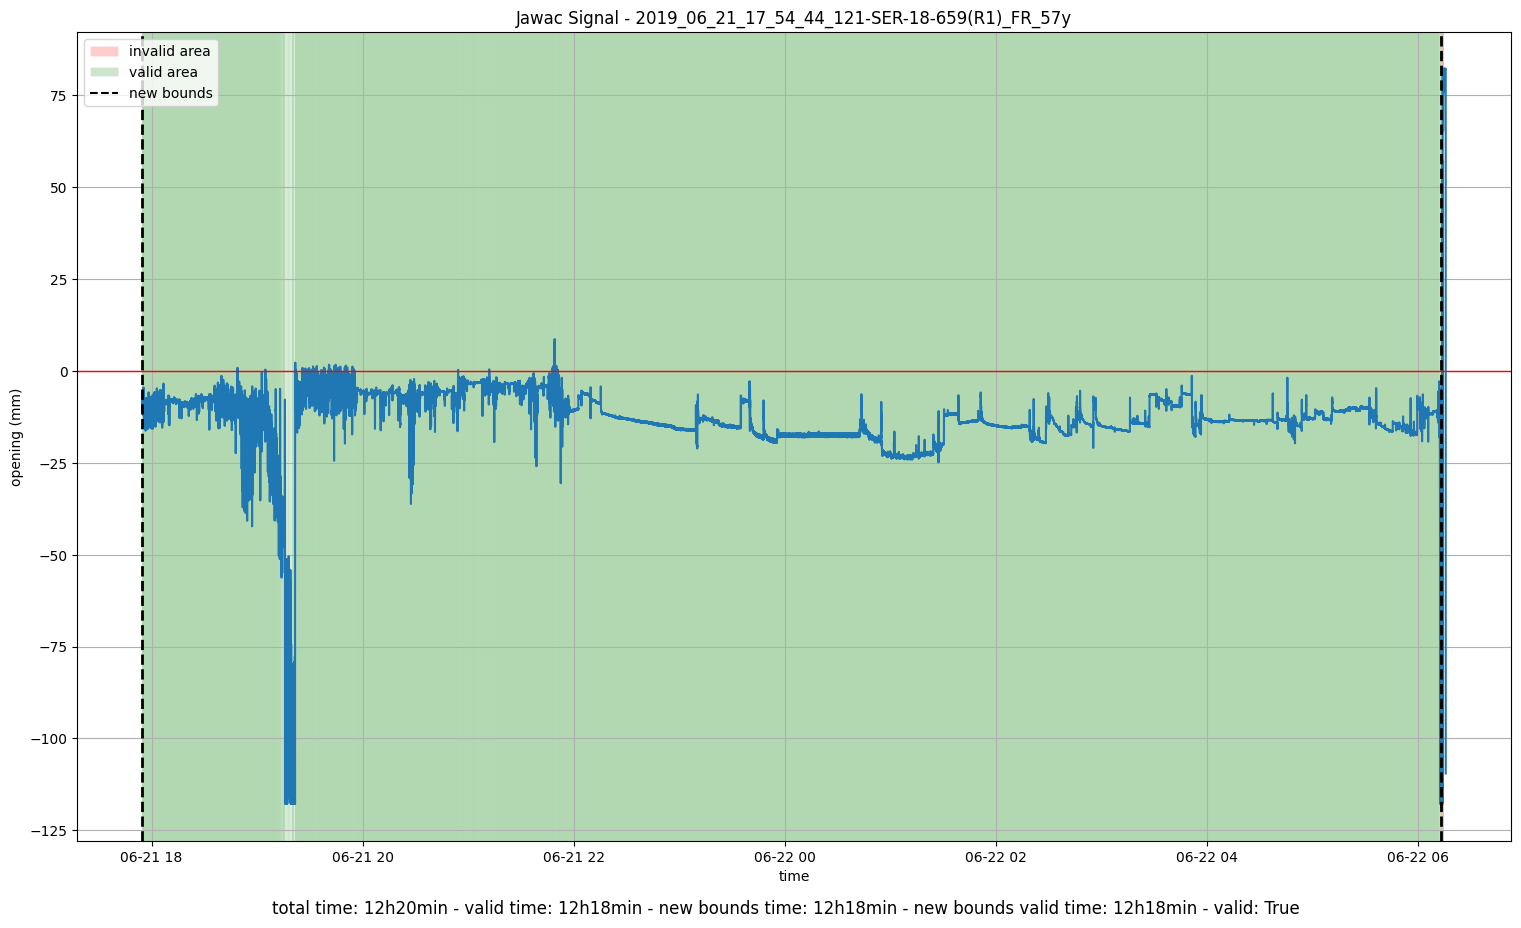 Jawac Signal - 2019_06_21_17_54_44_121-SER-18-659(R1)_FR_57y
invalid area
valid area
new bounds
75
50
25
0
−25
−50
−75
−100
−125
opening (mm)
06-21 18
06-21 20
06-21 22
06-22 00
06-22 02
06-22 04
06-22 06
time
total time: 12h20min - valid time: 12h18min - new bounds time: 12h18min - new bounds valid time: 12h18min - valid: True